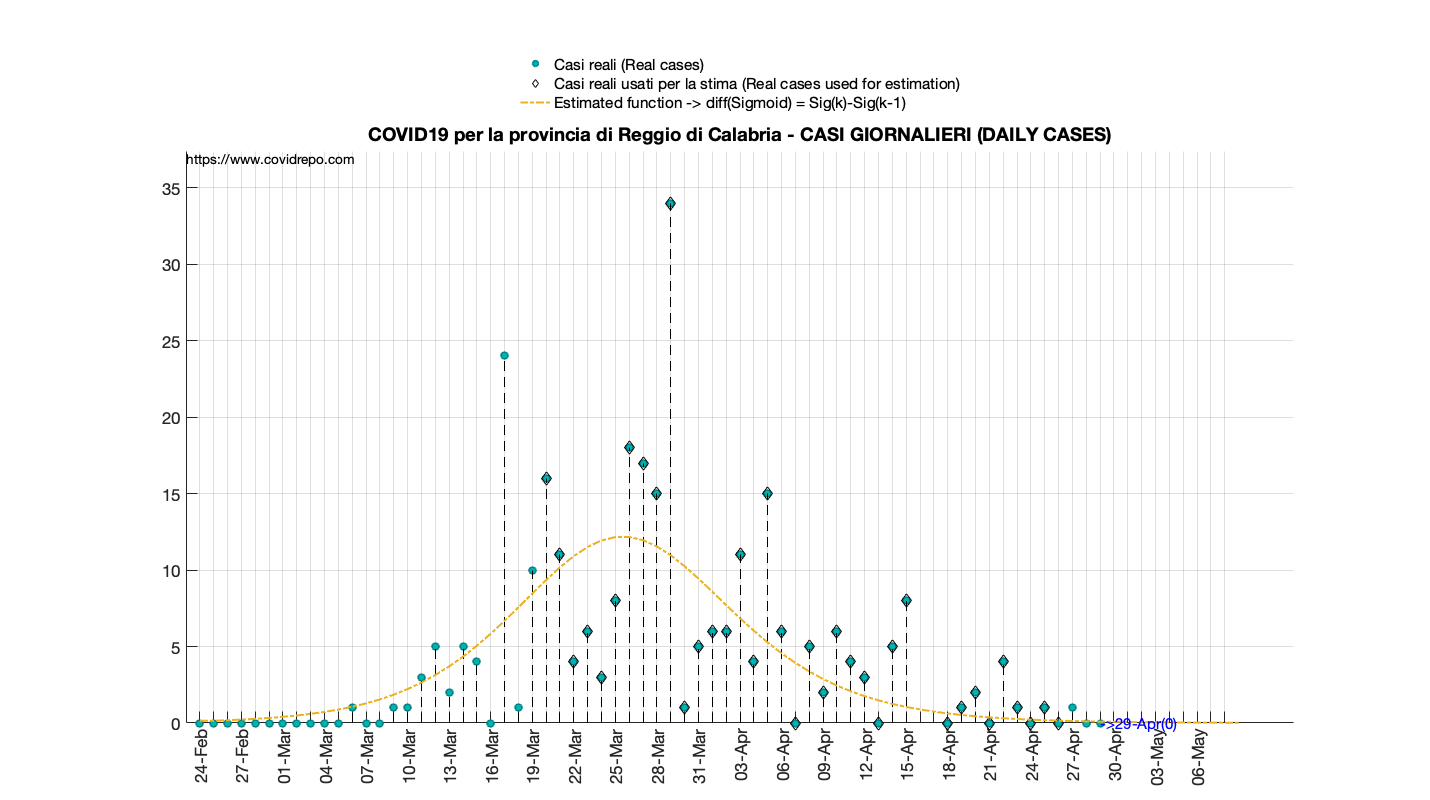 Casi reali (Real cases)
Casi reali usati per la stima (Real cases used for estimation)
Estimated function -> diff(Sigmoid) = Sig(k)-Sig(k-1)
COVID19 per la provincia di Reggio di Calabria - CASI GIORNALIERI (DAILY CASES)
https://www.covidrepo.com
35
30
25
20
15
10
5
0
->29-Apr(0)
24-Feb
27-Feb
01-Mar
04-Mar
07-Mar
10-Mar
13-Mar
16-Mar
19-Mar
22-Mar
25-Mar
28-Mar
31-Mar
03-Apr
06-Apr
09-Apr
12-Apr
15-Apr
18-Apr
21-Apr
24-Apr
27-Apr
30-Apr
03-May
06-May